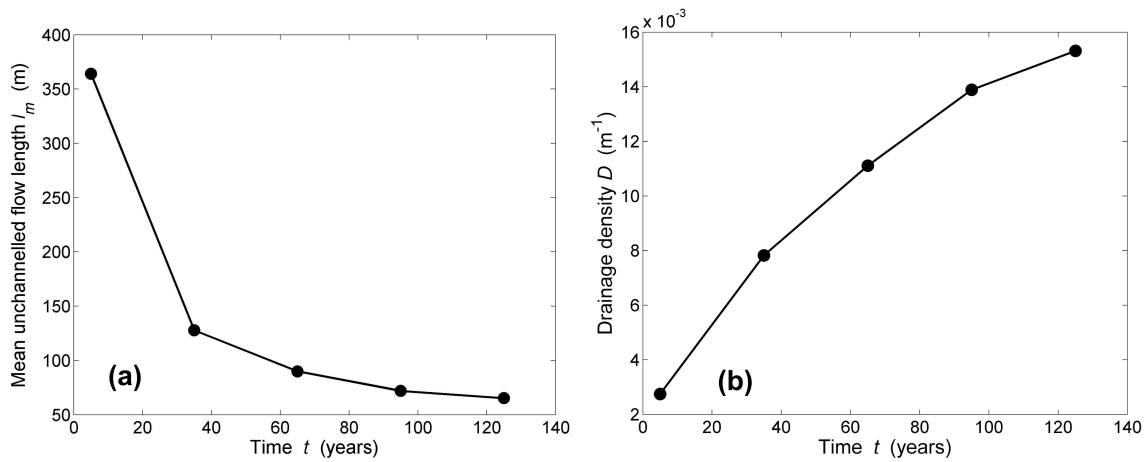 400
350
300
250
200
150
100
50
0 20 40 60 80 100 120 140
Mean unchannelled flow length l_m (m)
Time t (years)
(a)
16 x 10^-3
14
12
10
8
6
4
2
0 20 40 60 80 100 120 140
Drainage density D (m^-1)
Time t (years)
(b)